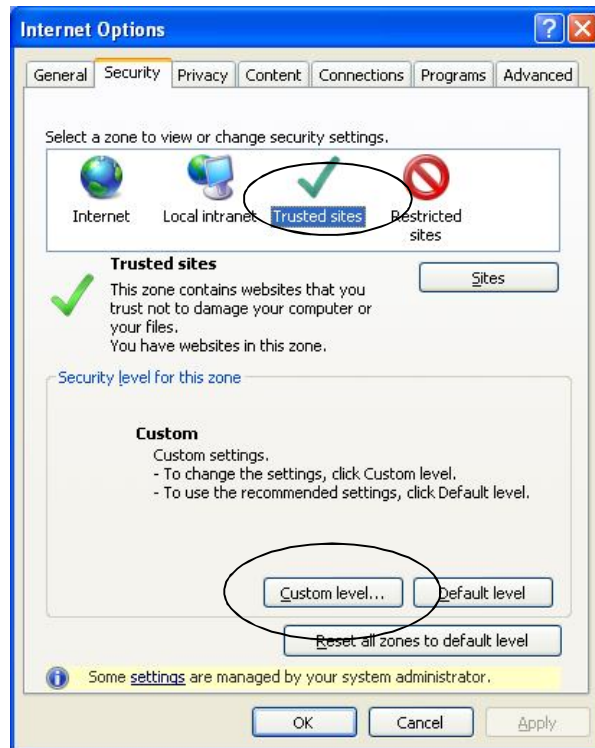 Internet Options
General Security Privacy Content Connections Programs Advanced
Select a zone to view or change security settings.
Internet Local intranet Trusted sites Restricted
sites
Trusted sites
Sites
This zone contains websites that you
trust not to damage your computer or
your files.
You have websites in this zone.
Security level for this zone
Custom
Custom settings.
- To change the settings, click Custom level.
- To use the recommended settings, click Default level.
Custom level... Default level
Reset all zones to default level
Some settings are managed by your system administrator.
OK Cancel Apply